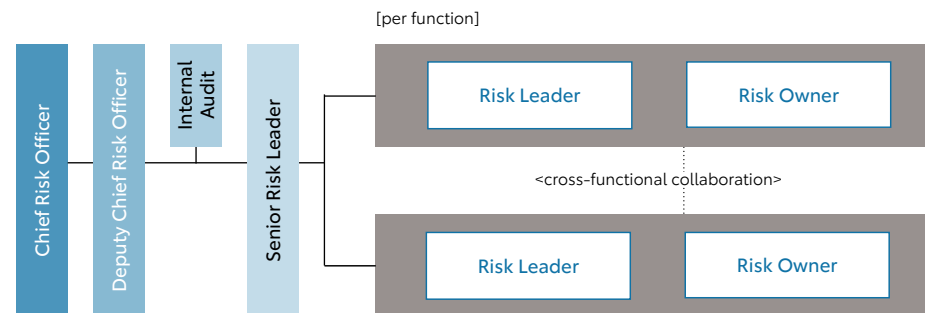 [per function]
Chief Risk Officer
Deputy Chief Risk Officer
Internal
Audit
Senior Risk Leader
Risk Leader
Risk Owner
<cross-functional collaboration>
Risk Leader
Risk Owner